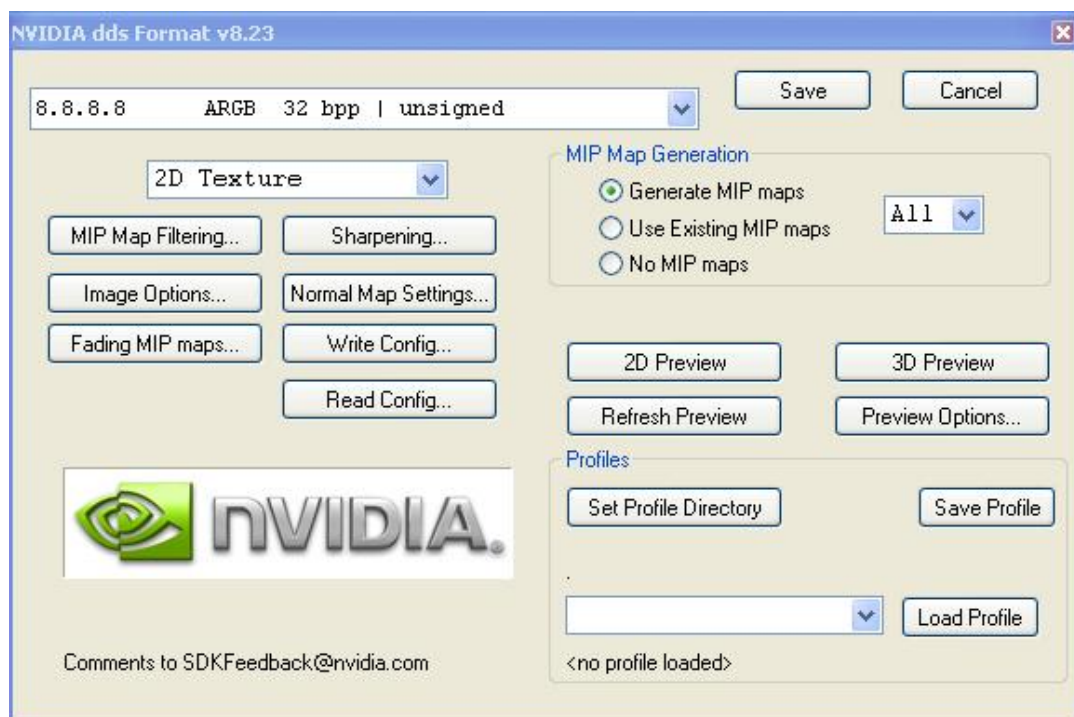 NVIDIA dds Format v8.23
8.8.8.8 ARGB 32 bpp | unsigned
Save
Cancel
2D Texture
MIP Map Generation
Generate MIP maps
Use Existing MIP maps
No MIP maps
All
MIP Map Filtering...
Sharpening...
Image Options...
Normal Map Settings...
Fading MIP maps...
Write Config...
Read Config...
2D Preview
3D Preview
Refresh Preview
Preview Options...
Profiles
Set Profile Directory
Save Profile
.
Load Profile
<no profile loaded>
nVIDIA.
Comments to SDKFeedback@nvidia.com